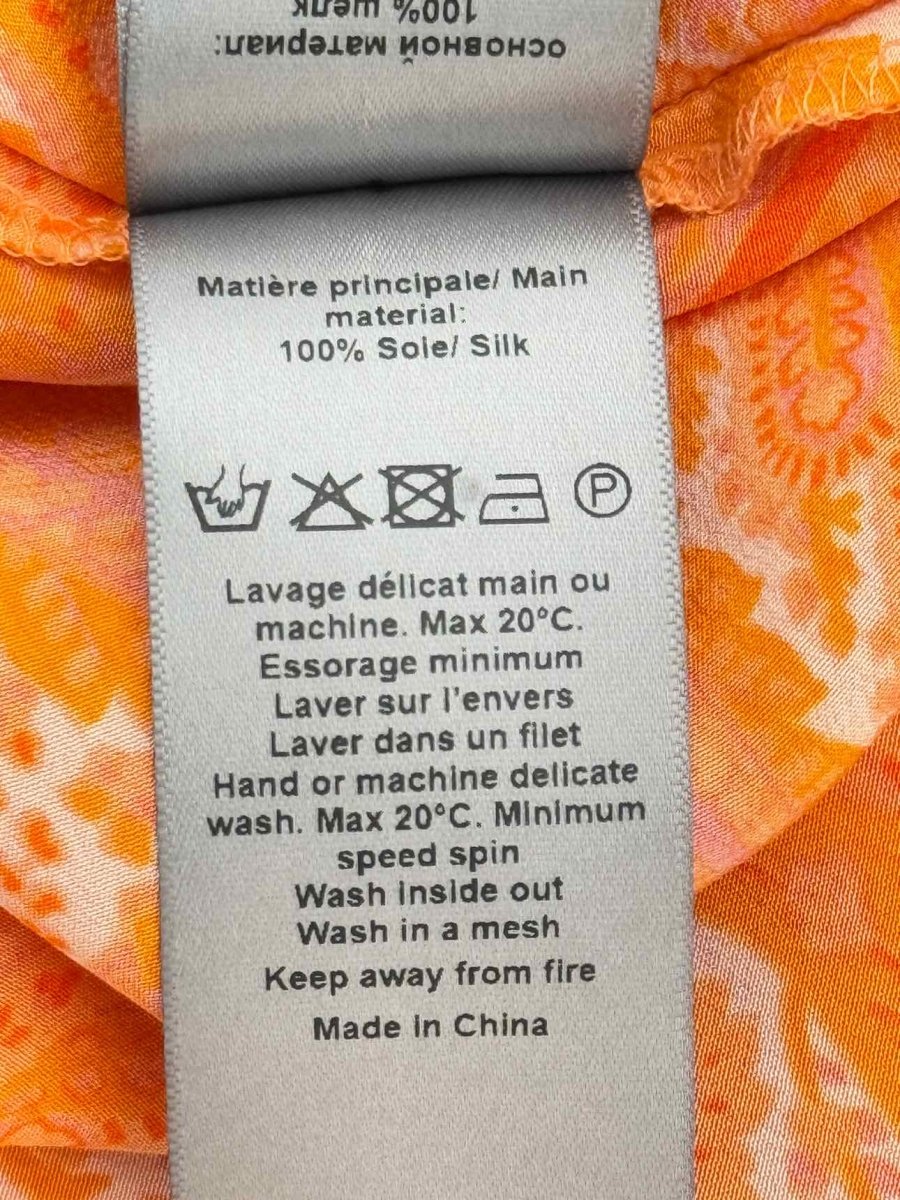 основной материал:
100% шелк
Matière principale/ Main
material:
100% Soie/ Silk
P
Lavage délicat main ou
machine. Max 20°C.
Essorage minimum
Laver sur l'envers
Laver dans un filet
Hand or machine delicate
wash. Max 20°C. Minimum
speed spin
Wash inside out
Wash in a mesh
Keep away from fire
Made in China